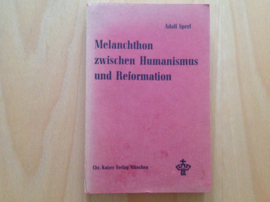 Adolf Sperl
Melanchthon
zwischen Humanismus
und Reformation
Chr. Kaiser Verlag München